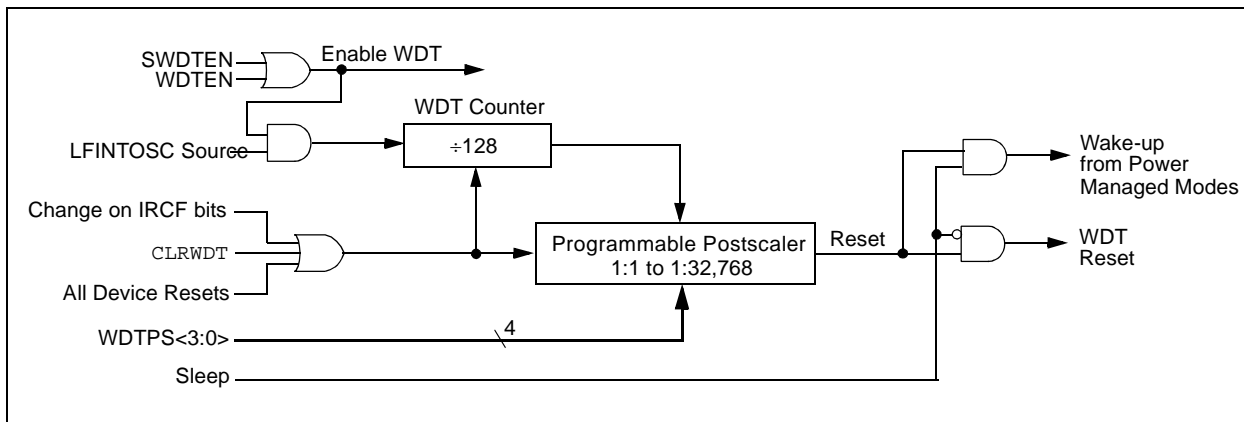 SWDTEN
WDTEN
Enable WDT
WDT Counter
÷128
LFINTOSC Source
Wake-up
from Power
Managed Modes
Change on IRCF bits
CLRWDT
All Device Resets
Programmable Postscaler
1:1 to 1:32,768
Reset
WDT
Reset
WDTPS<3:0>
4
Sleep